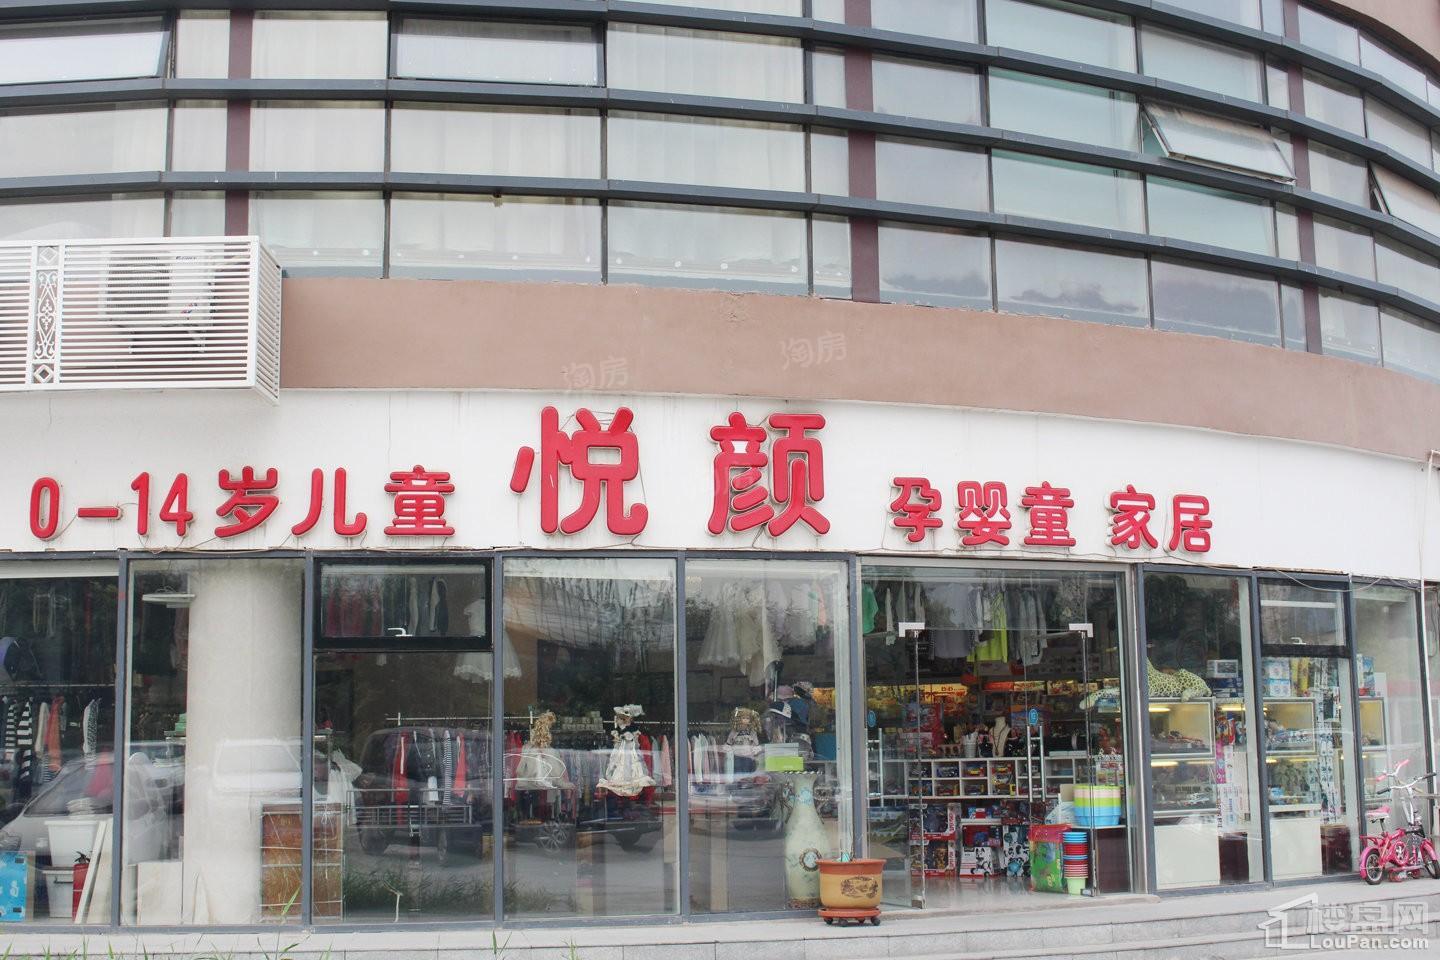 淘房 淘房
0-14岁儿童 悦颜 孕婴童 家居
楼盘网
LouPan.com